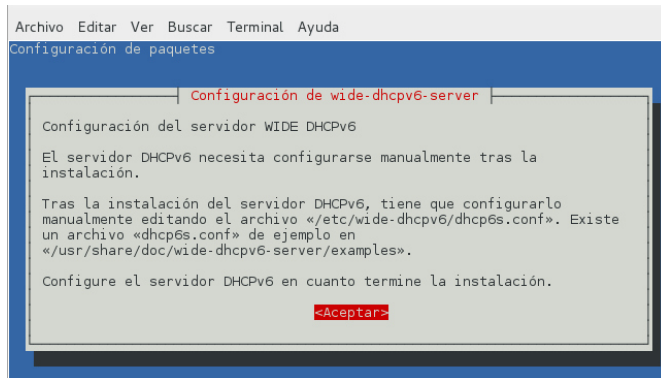 Archivo Editar Ver Buscar Terminal Ayuda
Configuración de paquetes
Configuración de wide-dhcpv6-server
Configuración del servidor WIDE DHCPv6
El servidor DHCPv6 necesita configurarse manualmente tras la
instalación.
Tras la instalación del servidor DHCPv6, tiene que configurarlo
manualmente editando el archivo «/etc/wide-dhcpv6/dhcp6s.conf». Existe
un archivo «dhcp6s.conf» de ejemplo en
«/usr/share/doc/wide-dhcpv6-server/examples».
Configure el servidor DHCPv6 en cuanto termine la instalación.
<Aceptar>